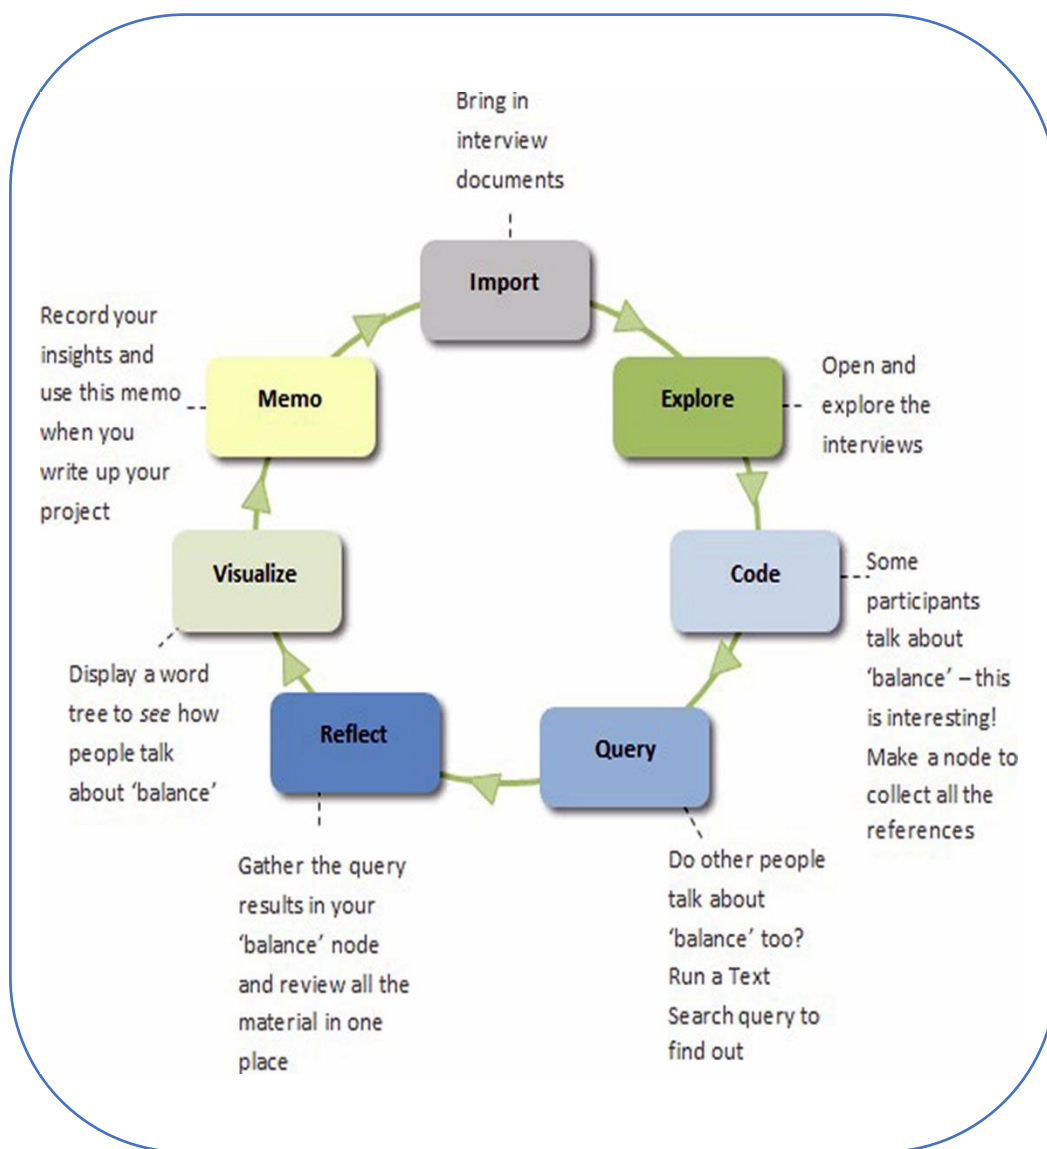 Bring in
interview
documents
Import
Explore
Open and
explore the
interviews
Code
Some
participants
talk about
‘balance’ – this
is interesting!
Make a node to
collect all the
references
Query
Do other people
talk about
‘balance’ too?
Run a Text
Search query to
find out
Reflect
Gather the query
results in your
‘balance’ node
and review all the
material in one
place
Visualize
Display a word
tree to see how
people talk
about ‘balance’
Memo
Record your
insights and
use this memo
when you
write up your
project